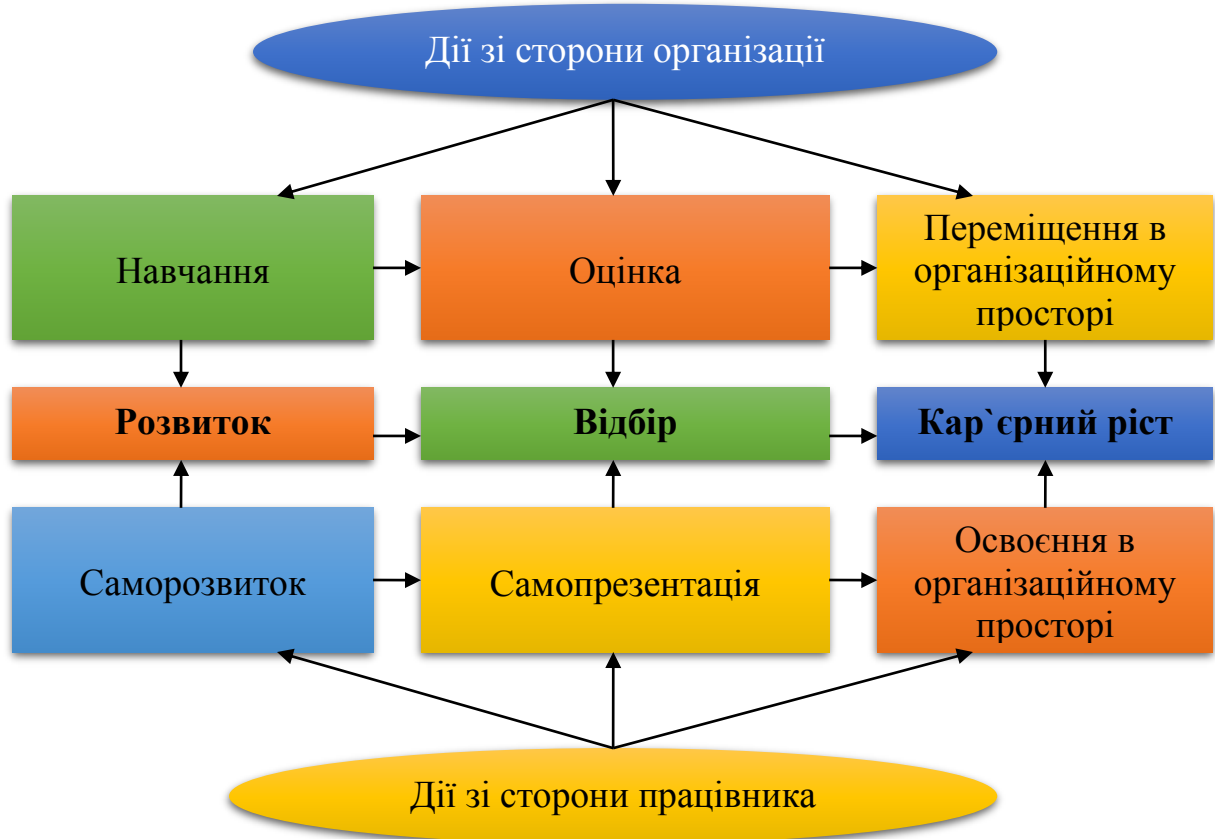 Дії зі сторони організації
Навчання
Оцінка
Переміщення в
організаційному
просторі
Розвиток
Відбір
Кар`єрний ріст
Саморозвиток
Самопрезентація
Освоєння в
організаційному
просторі
Дії зі сторони працівника